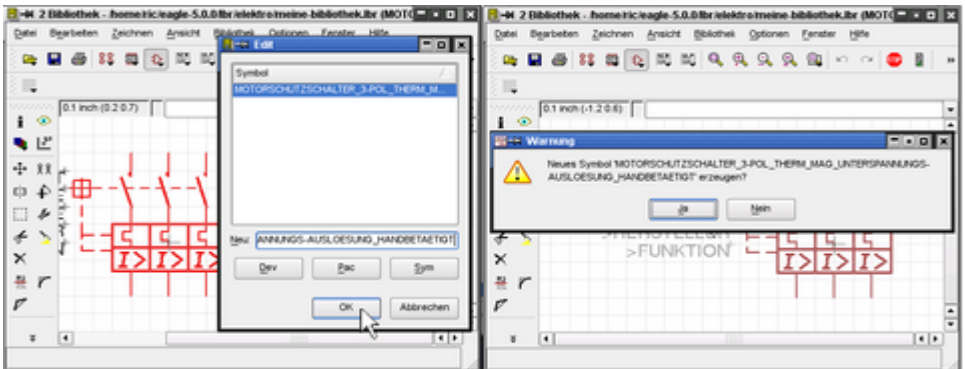 2 Bibliothek - /home/ric/eagle-5.0.0/lbr/elektro/meine-bibliothek.lbr (MOTO
Datei Bearbeiten Zeichnen Ansicht Bibliothek Optionen Fenster Hilfe
0.1 inch (0.2 0.7)
I> I> I>
Edit
Symbol
MOTORSCHUTZSCHALTER_3-POL_THERM_M...
Neu: ANNUNGS-AUSLOESUNG_HANDBETAETIGT
Dev Pac Sym
OK Abbrechen
2 Bibliothek - /home/ric/eagle-5.0.0/lbr/elektro/meine-bibliothek.lbr (MOTO
Datei Bearbeiten Zeichnen Ansicht Bibliothek Optionen Fenster Hilfe
0.1 inch (-1.2 0.6)
Warnung
Neues Symbol 'MOTORSCHUTZSCHALTER_3-POL_THERM_MAG_UNTERSPANNUNGS-
AUSLOESUNG_HANDBETAETIGT' erzeugen?
Ja Nein
>FUNKTION
I> I> I>